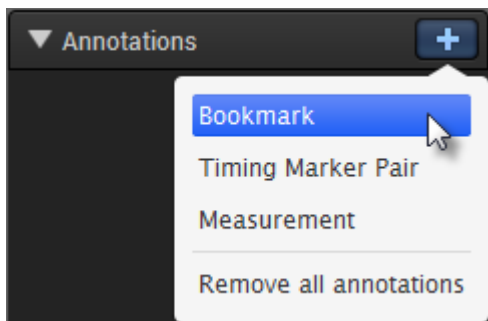 Annotations
Bookmark
Timing Marker Pair
Measurement
Remove all annotations